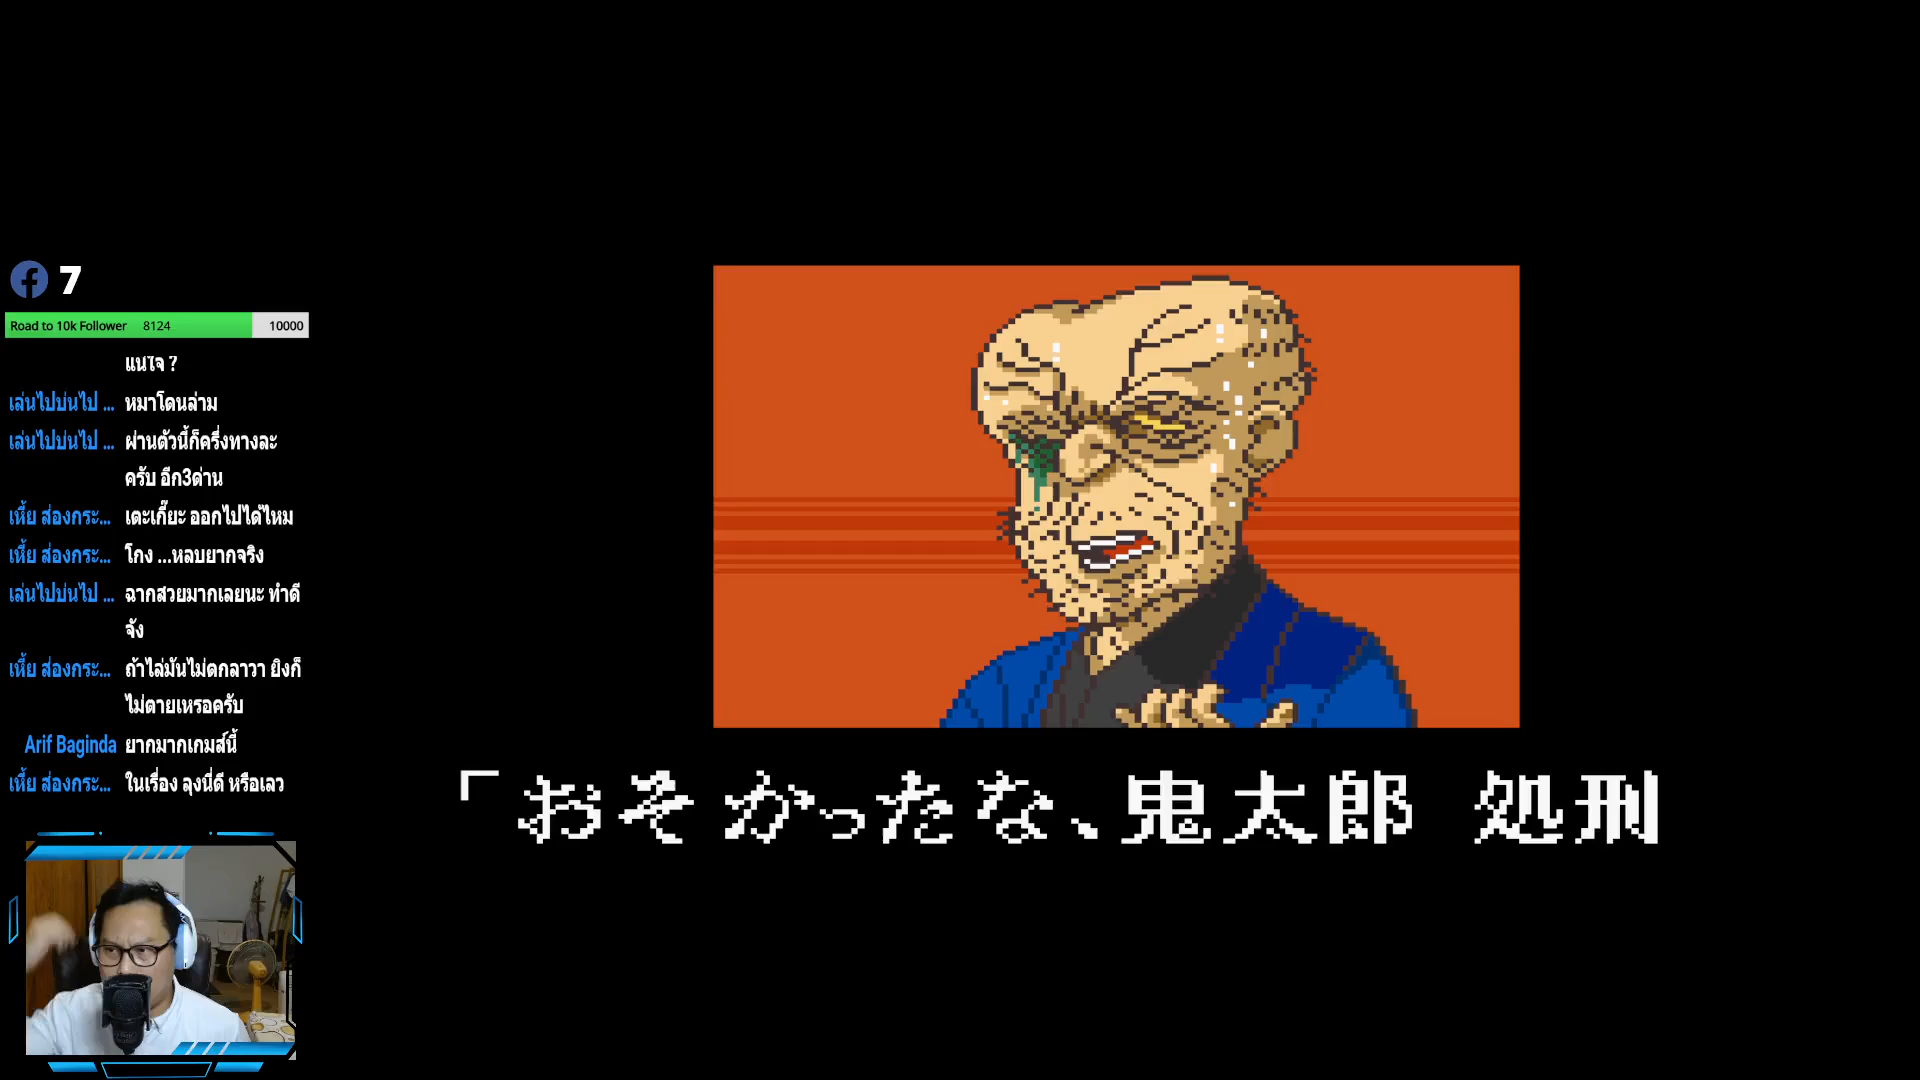 7
Road to 10k Follower 8124 10000
แน่ใจ ?
เล่นไปบ่นไป ... หมาโดนล่าม
เล่นไปบ่นไป ... ผ่านตัวนี้ก็ครึ่งทางละ
ครับ อีก3ด่าน
เหี้ย ส่องกระ... เตะเกี๊ยะ ออกไปได้ไหม
เหี้ย ส่องกระ... โกง ...หลบยากจริง
เล่นไปบ่นไป ... ฉากสวยมากเลยนะ ทำดี
จัง
เหี้ย ส่องกระ... ถ้าไล่มันไม่ตกลาวา ยิงก็
ไม่ตายเหรอครับ
Arif Baginda ยากมากเกมส์นี้
เหี้ย ส่องกระ... ในเรื่อง ลุงนี่ดี หรือเลว
「おそかったな、鬼太郎 処刑